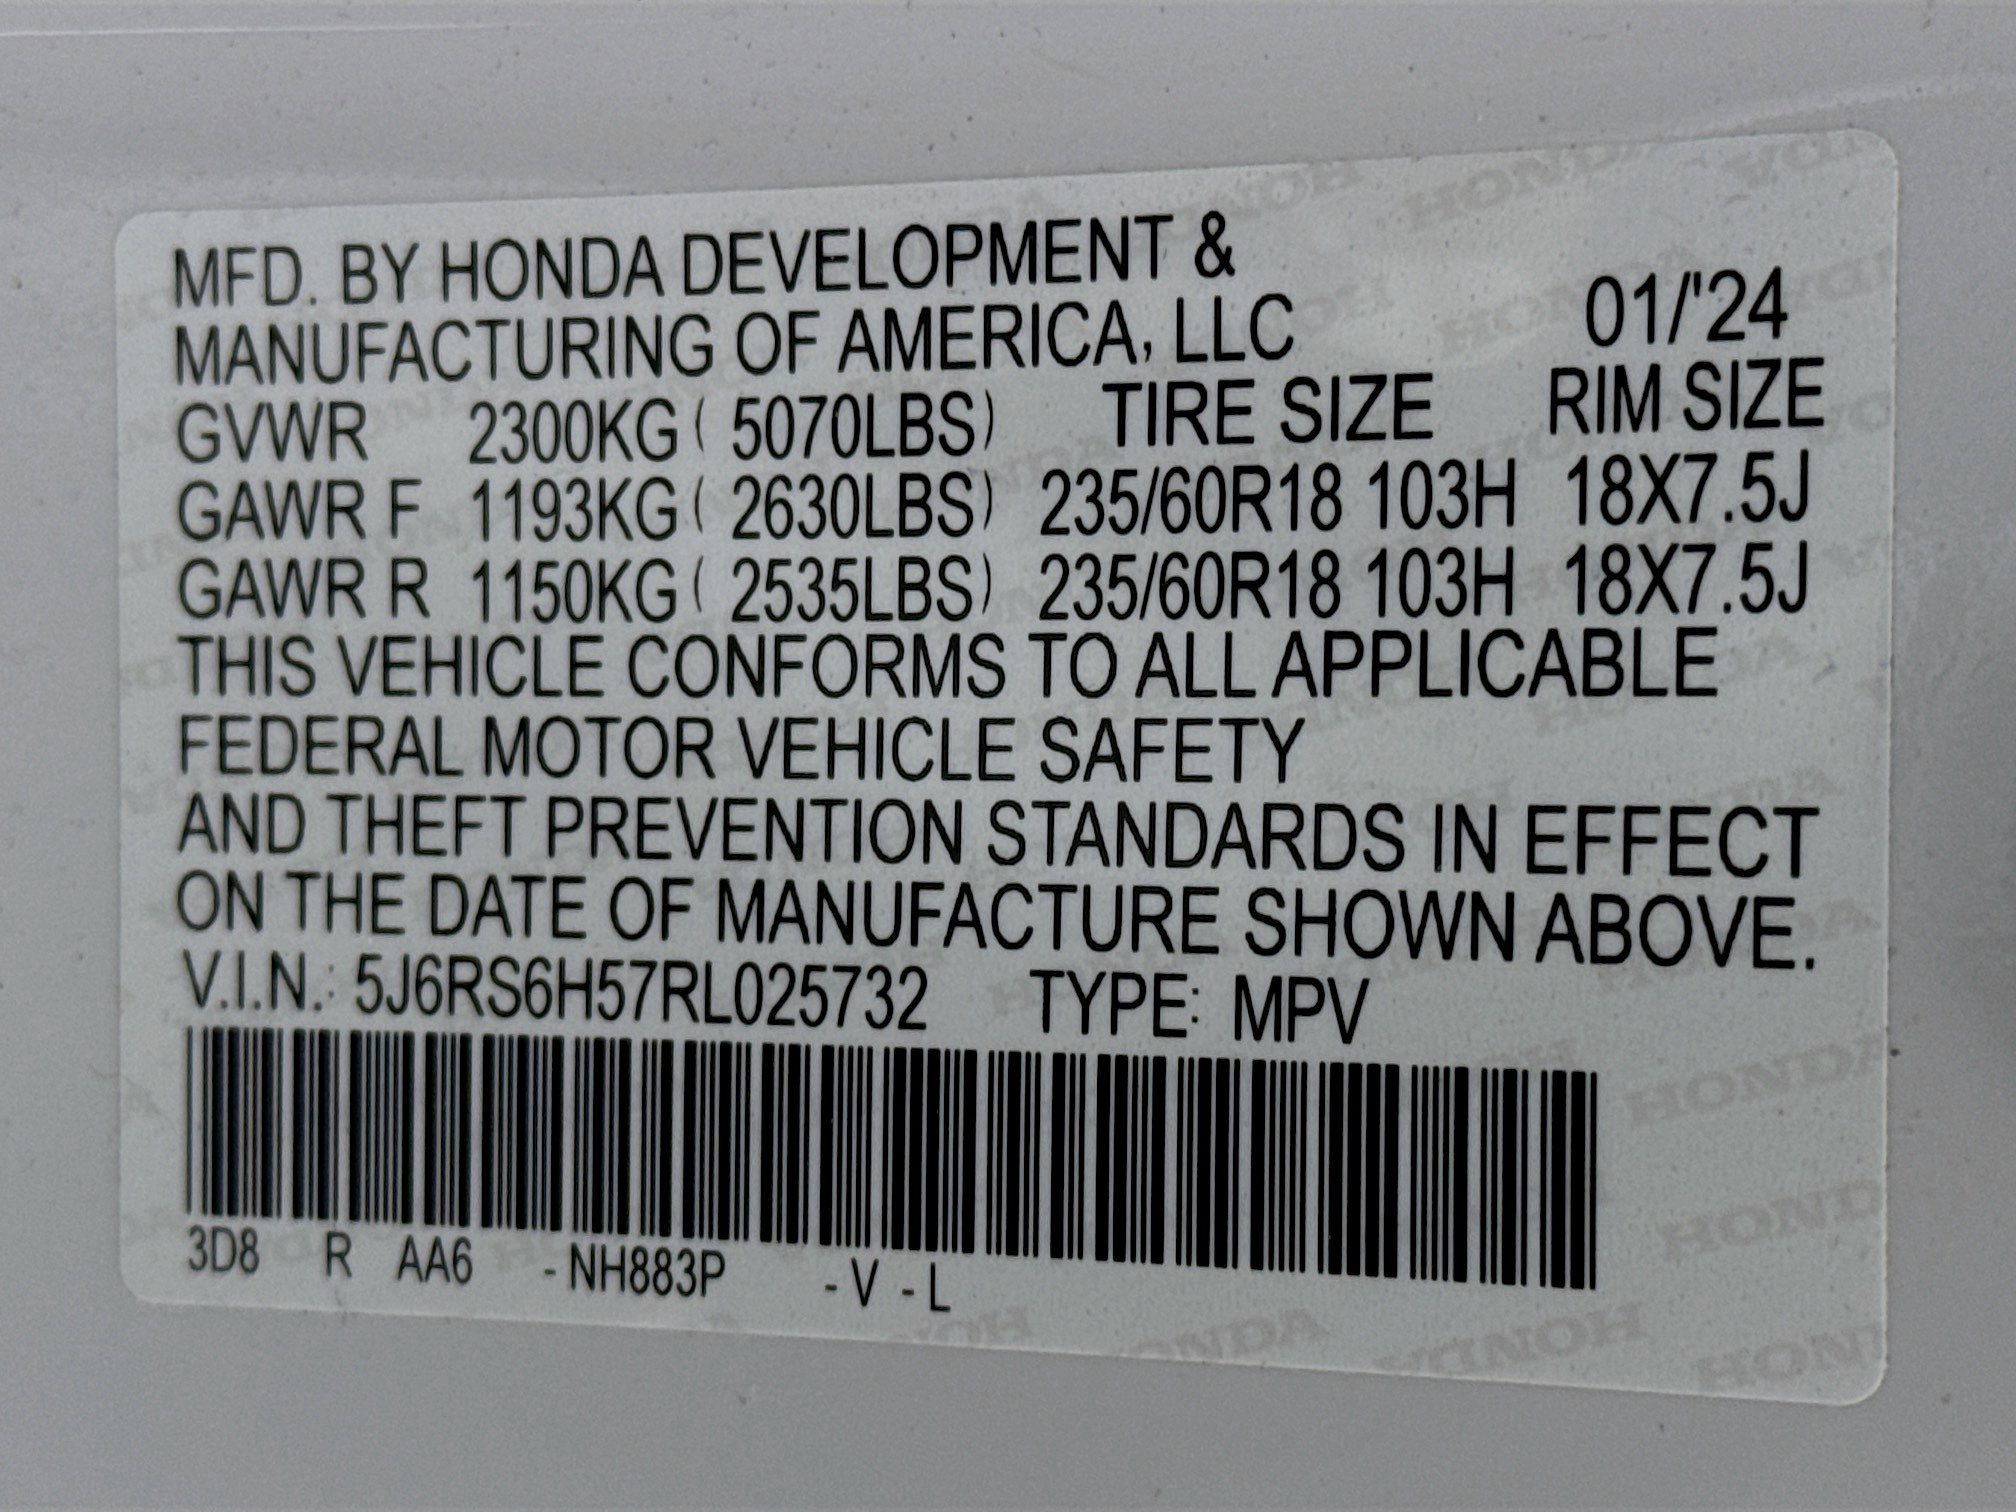 MFD. BY HONDA DEVELOPMENT &
MANUFACTURING OF AMERICA, LLC 01/'24
GVWR 2300KG ( 5070LBS) TIRE SIZE RIM SIZE
GAWR F 1193KG ( 2630LBS) 235/60R18 103H 18X7.5J
GAWR R 1150KG ( 2535LBS) 235/60R18 103H 18X7.5J
THIS VEHICLE CONFORMS TO ALL APPLICABLE
FEDERAL MOTOR VEHICLE SAFETY
AND THEFT PREVENTION STANDARDS IN EFFECT
ON THE DATE OF MANUFACTURE SHOWN ABOVE.
V.I.N.: 5J6RS6H57RL025732 TYPE: MPV
3D8 R AA6 - NH883P - V - L